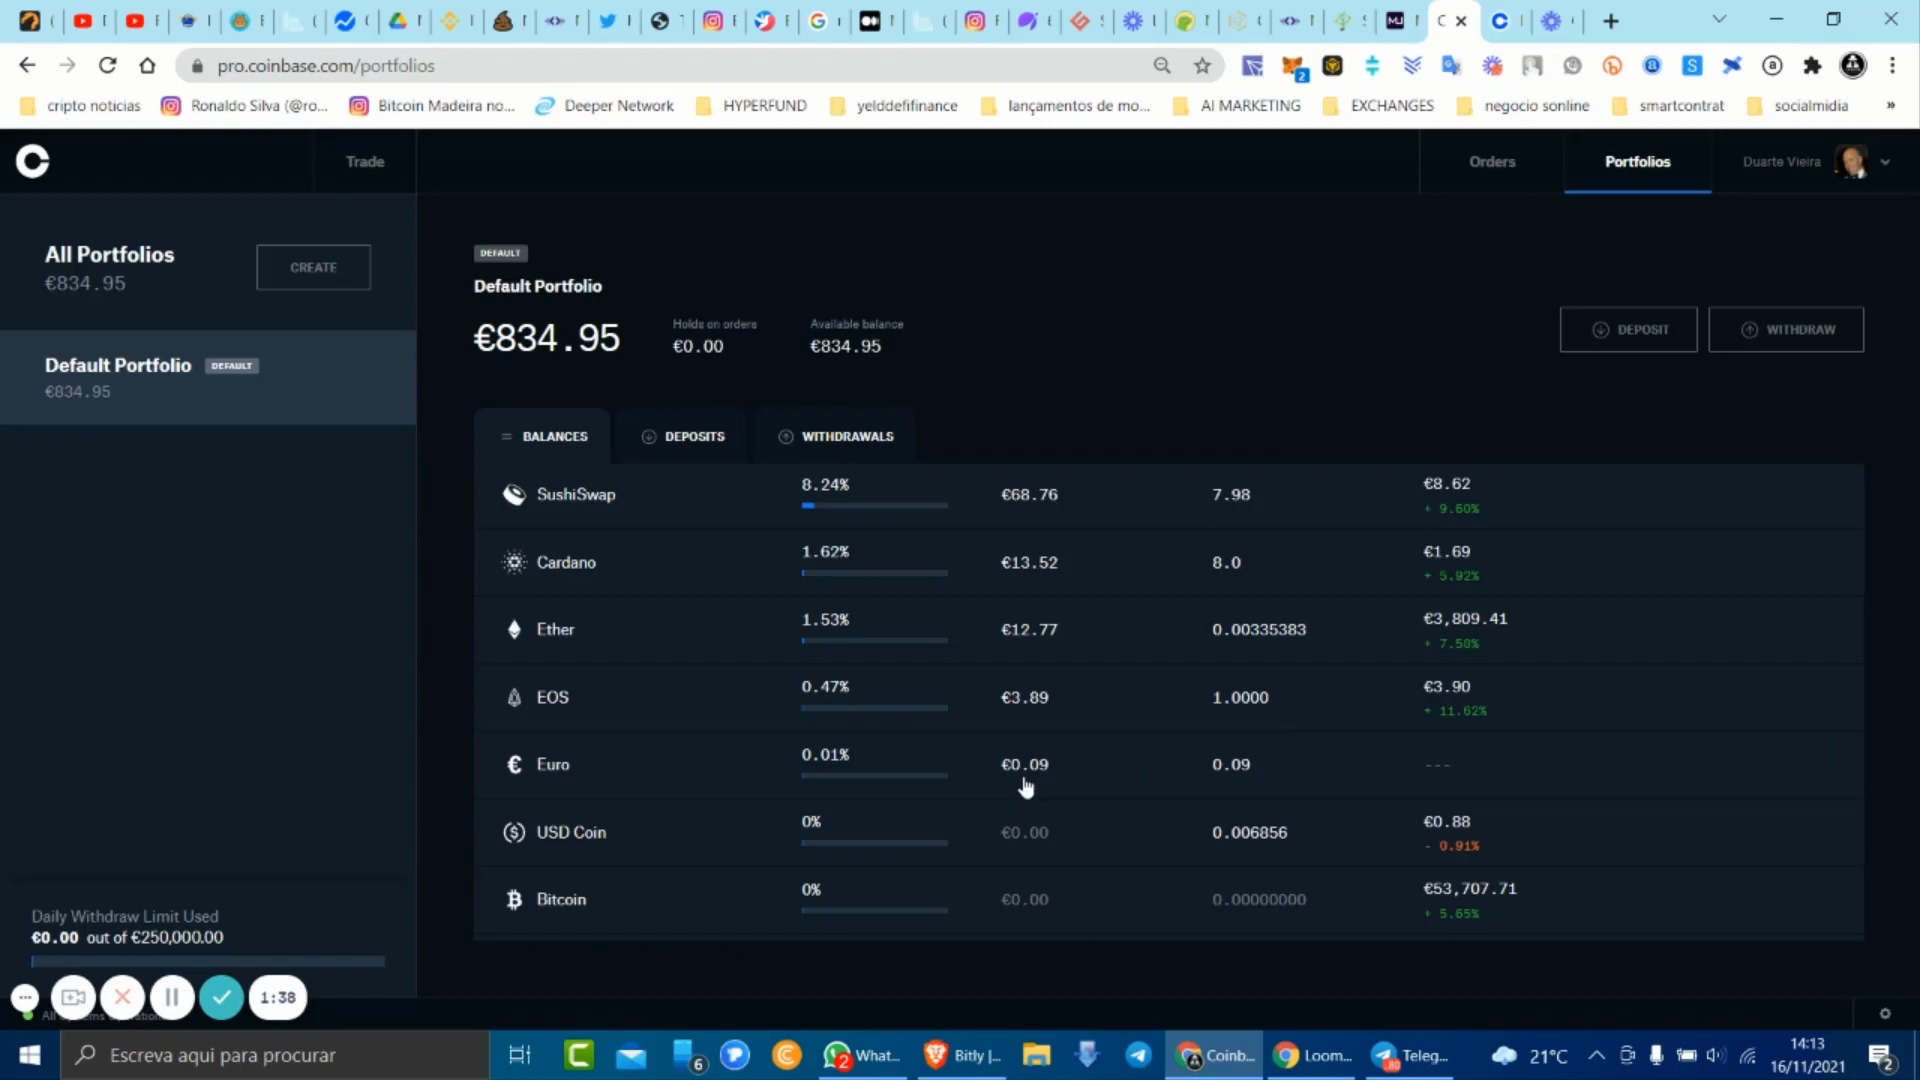 pro.coinbase.com/portfolios
2
cripto noticias
Ronaldo Silva (@ro...
Bitcoin Madeira no...
Deeper Network
HYPERFUND
yelddefifinance
lançamentos de mo...
AI MARKETING
EXCHANGES
negocio sonline
smartcontrat
socialmidia
»
Trade
Orders
Portfolios
Duarte Vieira
All Portfolios
€834.95
CREATE
Default Portfolio
DEFAULT
€834.95
DEFAULT
Default Portfolio
€834.95
Holds on orders
€0.00
Available balance
€834.95
DEPOSIT
WITHDRAW
BALANCES
DEPOSITS
WITHDRAWALS
SushiSwap
8.24%
€68.76
7.98
€8.62
+ 9.60%
Cardano
1.62%
€13.52
8.0
€1.69
+ 5.92%
Ether
1.53%
€12.77
0.00335383
€3,809.41
+ 7.50%
EOS
0.47%
€3.89
1.0000
€3.90
+ 11.62%
Euro
0.01%
€0.09
0.09
---
USD Coin
0%
€0.00
0.006856
€0.88
- 0.91%
Bitcoin
0%
€0.00
0.00000000
€53,707.71
+ 5.65%
Daily Withdraw Limit Used
€0.00 out of €250,000.00
1:38
Escreva aqui para procurar
6
2
What...
Bitly |...
Coinb...
Loom...
80
Teleg...
21°C
14:13
16/11/2021
2